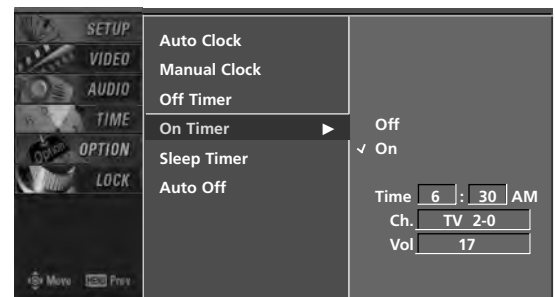 SETUP
VIDEO
AUDIO
TIME
Option OPTION
LOCK
Move MENU Prev
Auto Clock
Manual Clock
Off Timer
On Timer ►
Sleep Timer
Auto Off
Off
✓ On
Time 6 : 30 AM
Ch. TV 2-0
Vol 17